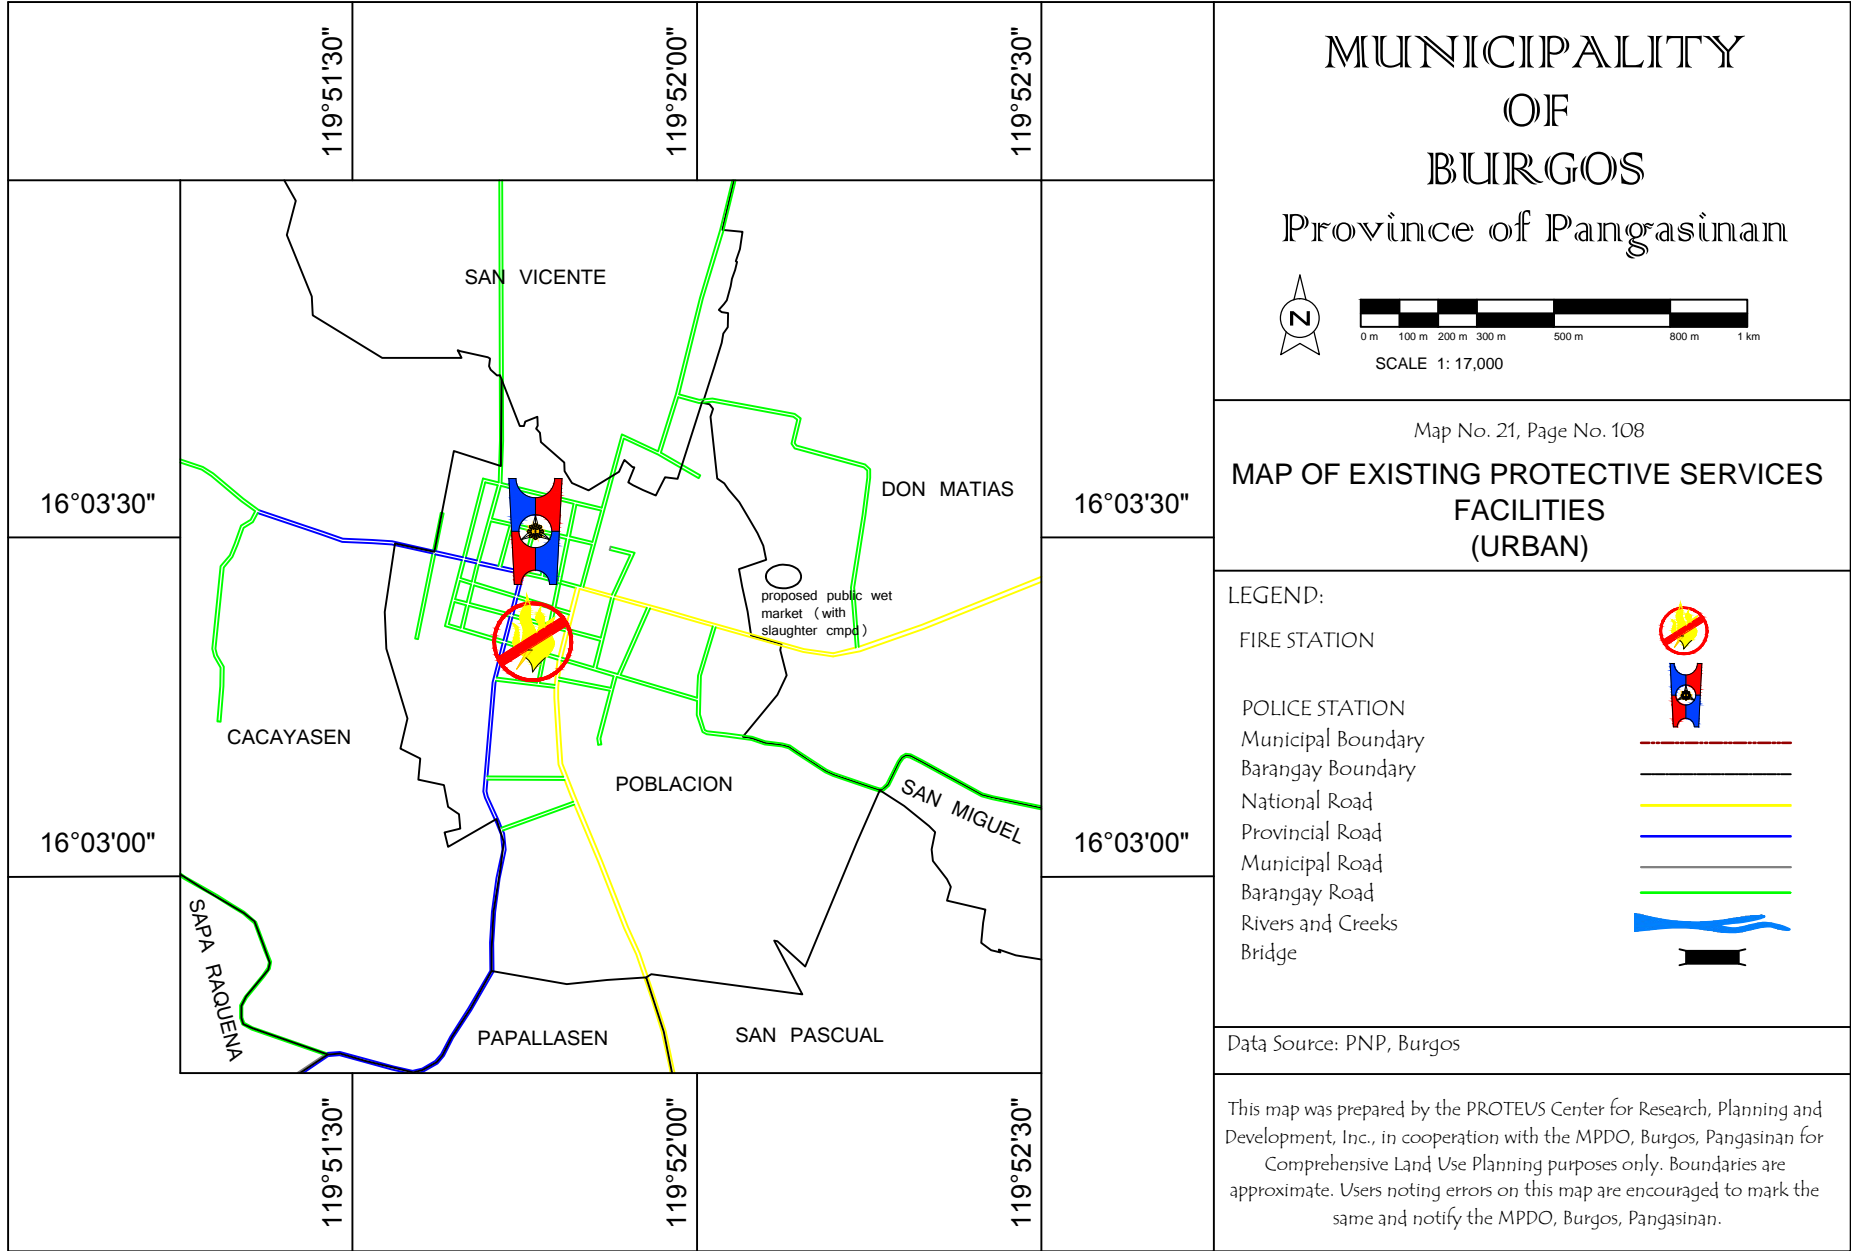 119°51'30"
119°52'00"
119°52'30"
16°03'30"
16°03'00"
16°03'30"
16°03'00"
119°51'30"
119°52'00"
119°52'30"
SAN VICENTE
DON MATIAS
proposed public wet
market (with
slaughter cmpd)
CACAYASEN
POBLACION
SAN MIGUEL
SAPA RAQUENA
PAPALLASEN
SAN PASCUAL
MUNICIPALITY
OF
BURGOS
Province of Pangasinan
N
0 m 100 m 200 m 300 m 500 m 800 m 1 km
SCALE 1: 17,000
Map No. 21, Page No. 108
MAP OF EXISTING PROTECTIVE SERVICES
FACILITIES
(URBAN)
LEGEND:
FIRE STATION
POLICE STATION
Municipal Boundary
Barangay Boundary
National Road
Provincial Road
Municipal Road
Barangay Road
Rivers and Creeks
Bridge
Data Source: PNP, Burgos
This map was prepared by the PROTEUS Center for Research, Planning and
Development, Inc., in cooperation with the MPDO, Burgos, Pangasinan for
Comprehensive Land Use Planning purposes only. Boundaries are
approximate. Users noting errors on this map are encouraged to mark the
same and notify the MPDO, Burgos, Pangasinan.